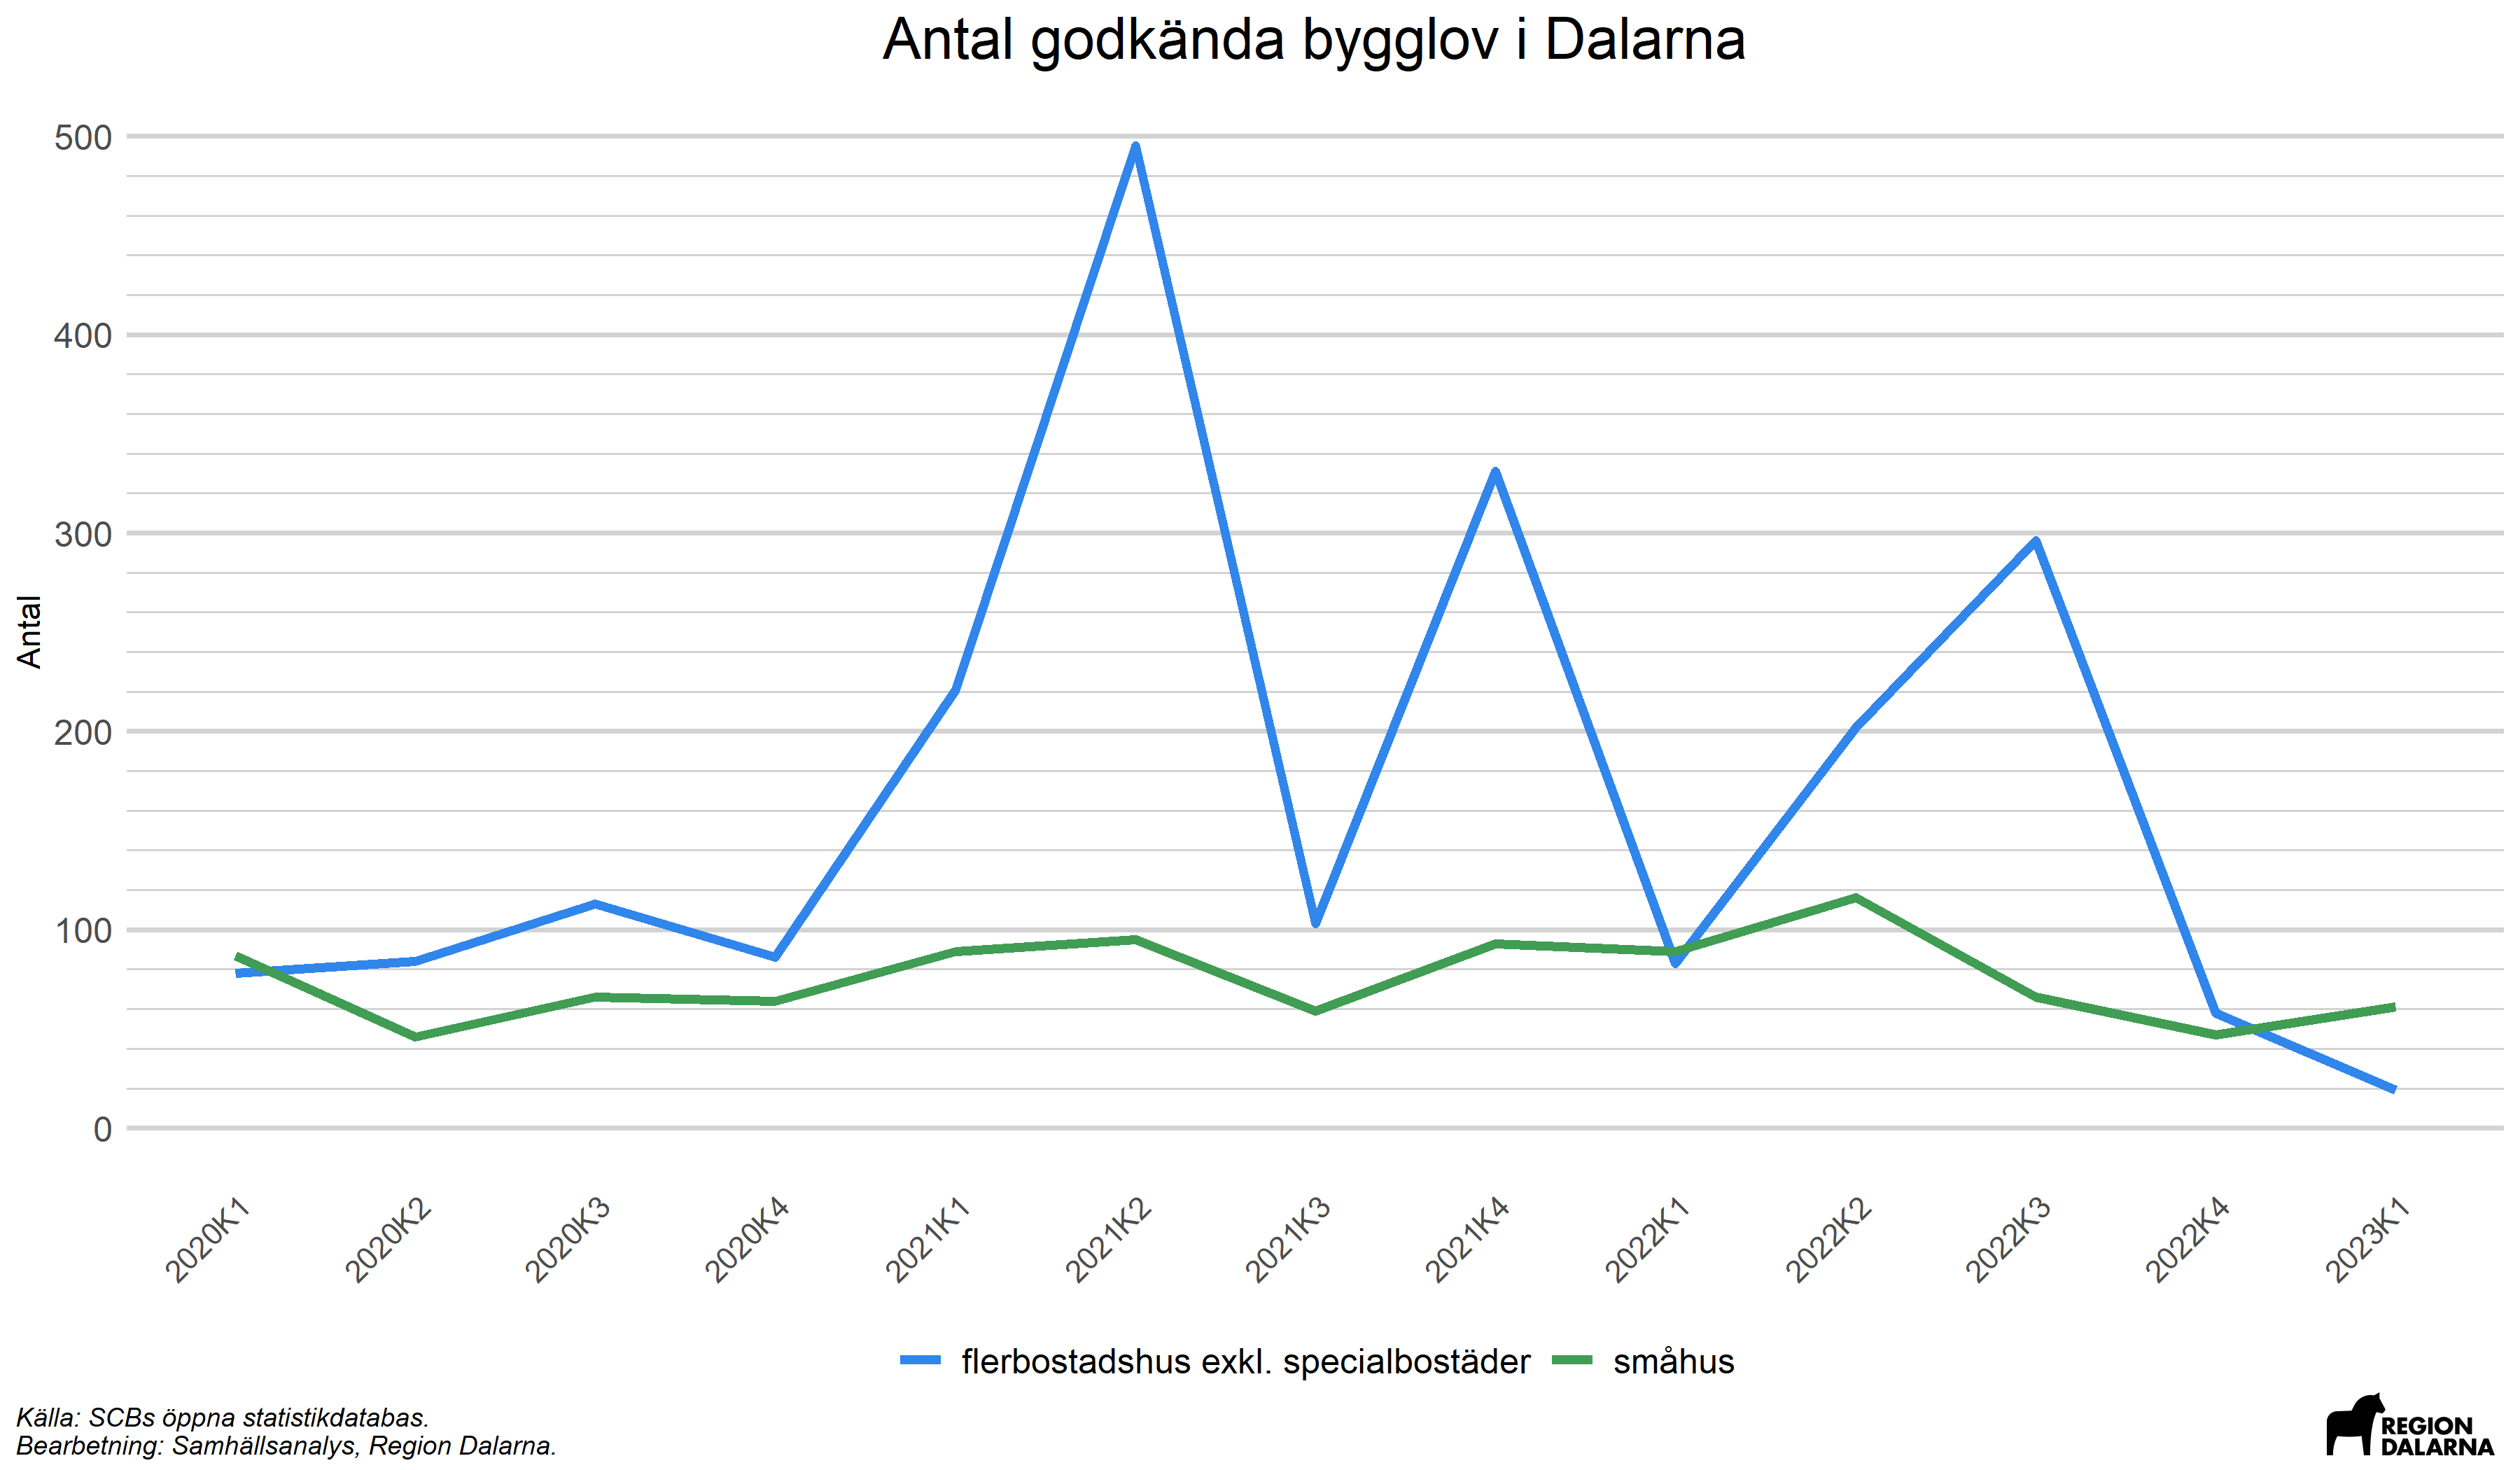 Antal godkända bygglov i Dalarna
500
400
300
200
100
0
Antal
2020K1
2020K2
2020K3
2020K4
2021K1
2021K2
2021K3
2021K4
2022K1
2022K2
2022K3
2022K4
2023K1
flerbostadshus exkl. specialbostäder
småhus
Källa: SCBs öppna statistikdatabas.
Bearbetning: Samhällsanalys, Region Dalarna.
REGION
DALARNA